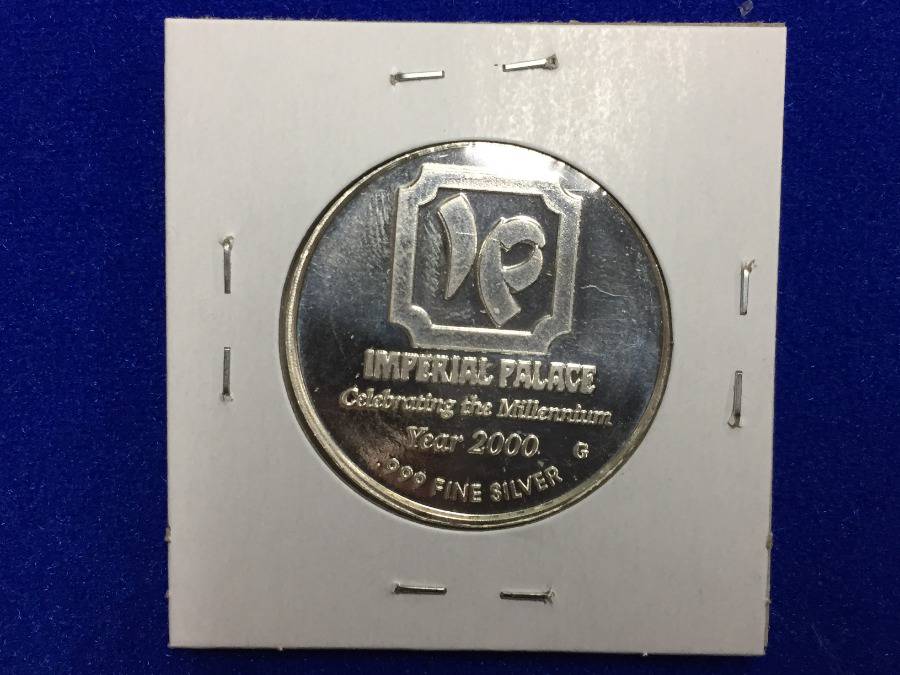 IP
IMPERIAL PALACE
Celebrating the Millennium
Year 2000
G
.999 FINE SILVER